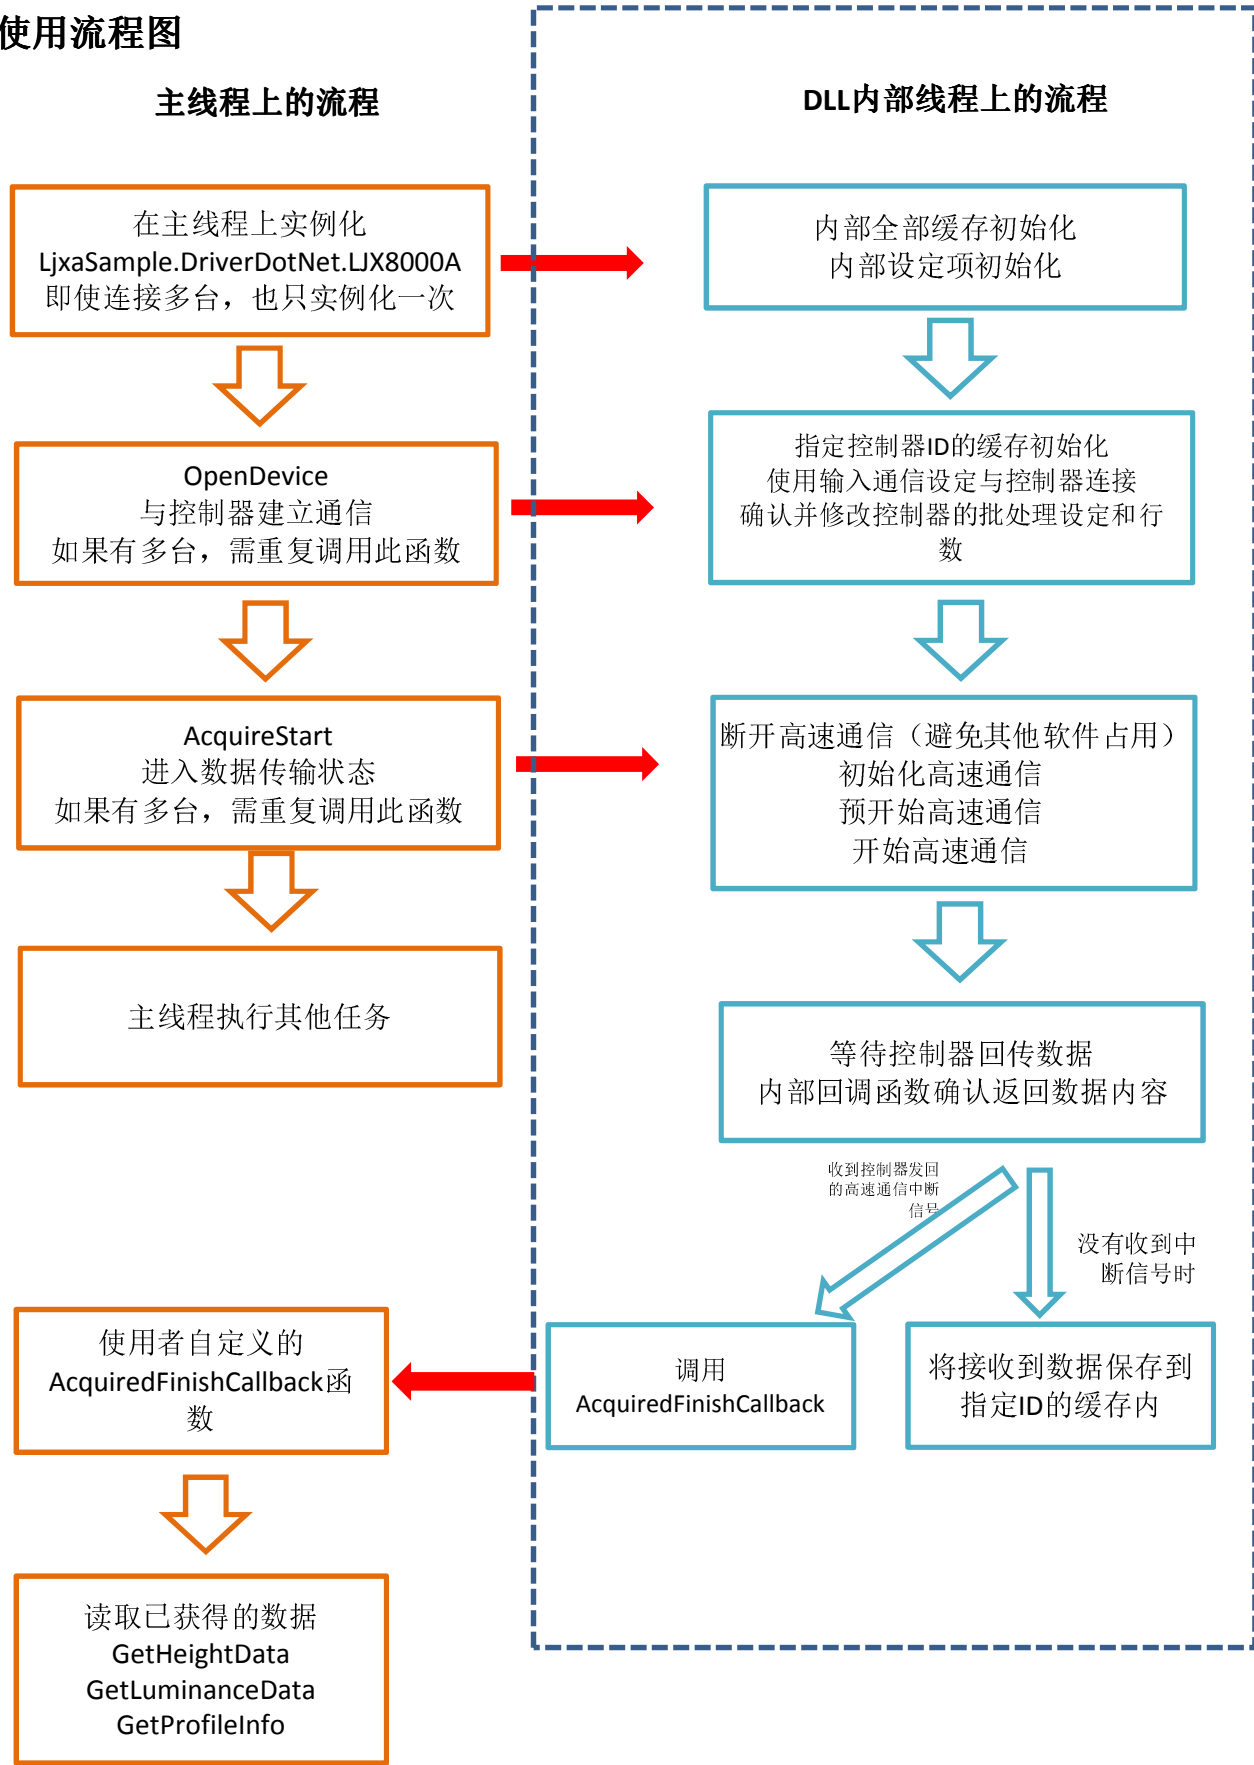 使用流程图
主线程上的流程
DLL内部线程上的流程
在主线程上实例化
LjxaSample.DriverDotNet.LJX8000A
即使连接多台，也只实例化一次
内部全部缓存初始化
内部设定项初始化
OpenDevice
与控制器建立通信
如果有多台，需重复调用此函数
指定控制器ID的缓存初始化
使用输入通信设定与控制器连接
确认并修改控制器的批处理设定和行
数
AcquireStart
进入数据传输状态
如果有多台，需重复调用此函数
断开高速通信（避免其他软件占用）
初始化高速通信
预开始高速通信
开始高速通信
主线程执行其他任务
等待控制器回传数据
内部回调函数确认返回数据内容
收到控制器发回
的高速通信中断
信号
没有收到中
断信号时
使用者自定义的
AcquiredFinishCallback函
数
调用
AcquiredFinishCallback
将接收到数据保存到
指定ID的缓存内
读取已获得的数据
GetHeightData
GetLuminanceData
GetProfileInfo